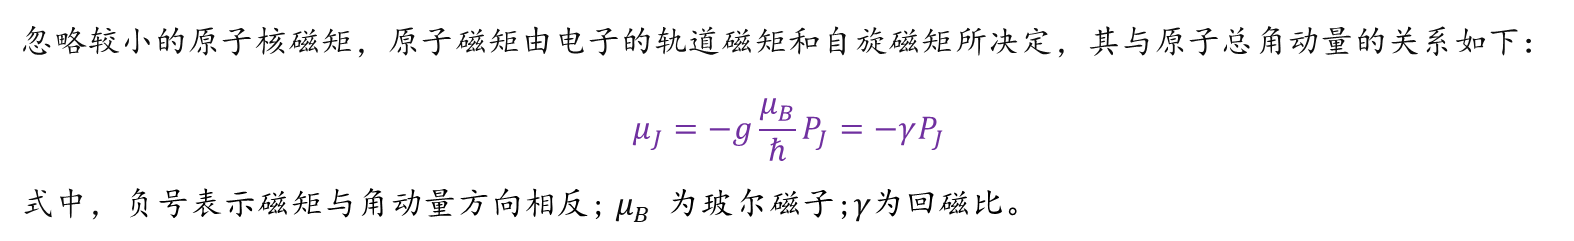 忽略较小的原子核磁矩，原子磁矩由电子的轨道磁矩和自旋磁矩所决定，其与原子总角动量的关系如下：
μ_J = −g \frac{μ_B}{ℏ} P_J = −γP_J
式中，负号表示磁矩与角动量方向相反；μ_B 为玻尔磁子；γ为回磁比。